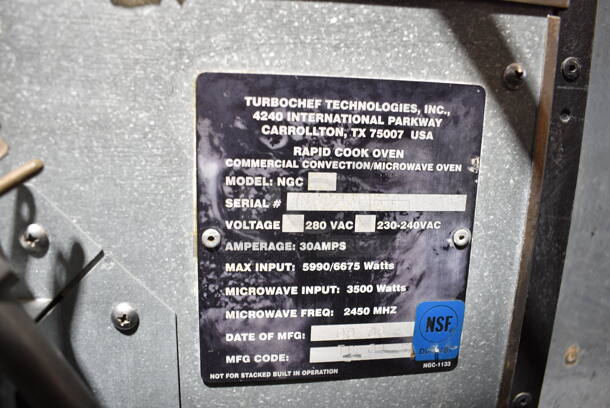 TURBOCHEF TECHNOLOGIES, INC.,
4240 INTERNATIONAL PARKWAY
CARROLLTON, TX 75007 USA
RAPID COOK OVEN
COMMERCIAL CONVECTION/MICROWAVE OVEN
MODEL: NGC
SERIAL #
VOLTAGE 280 VAC 230-240VAC
AMPERAGE: 30AMPS
MAX INPUT: 5990/6675 Watts
MICROWAVE INPUT: 3500 Watts
MICROWAVE FREQ: 2450 MHZ
DATE OF MFG:
MFG CODE:
NSF
NOT FOR STACKED BUILT IN OPERATION
NGC-1133